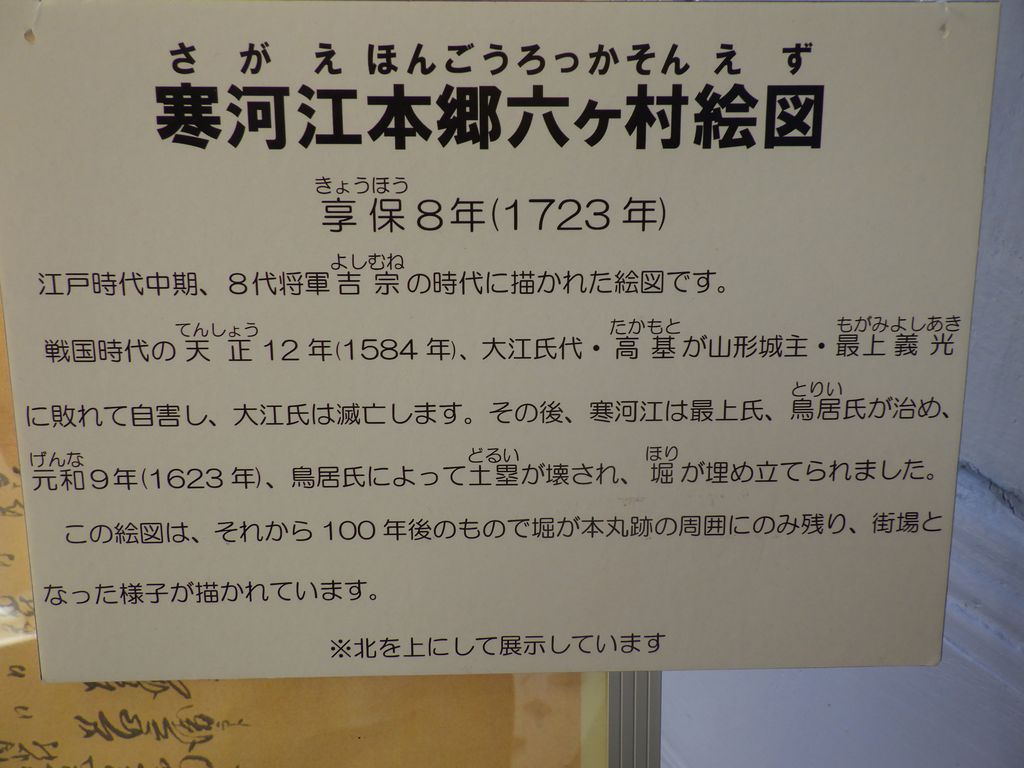 さがえほんごうろっかそんえず
寒河江本郷六ヶ村絵図
きょうほう
享保8年(1723年)
よしむね
江戸時代中期、8代将軍吉宗の時代に描かれた絵図です。
てんしょう たかもと もがみよしあき
戦国時代の天正12年(1584年)、大江氏代・高基が山形城主・最上義光
とりい
に敗れて自害し、大江氏は滅亡します。その後、寒河江は最上氏、鳥居氏が治め、
げんな どるい ほり
元和9年(1623年)、鳥居氏によって土塁が壊され、堀が埋め立てられました。
この絵図は、それから100年後のもので堀が本丸跡の周囲にのみ残り、街場と
なった様子が描かれています。
※北を上にして展示しています